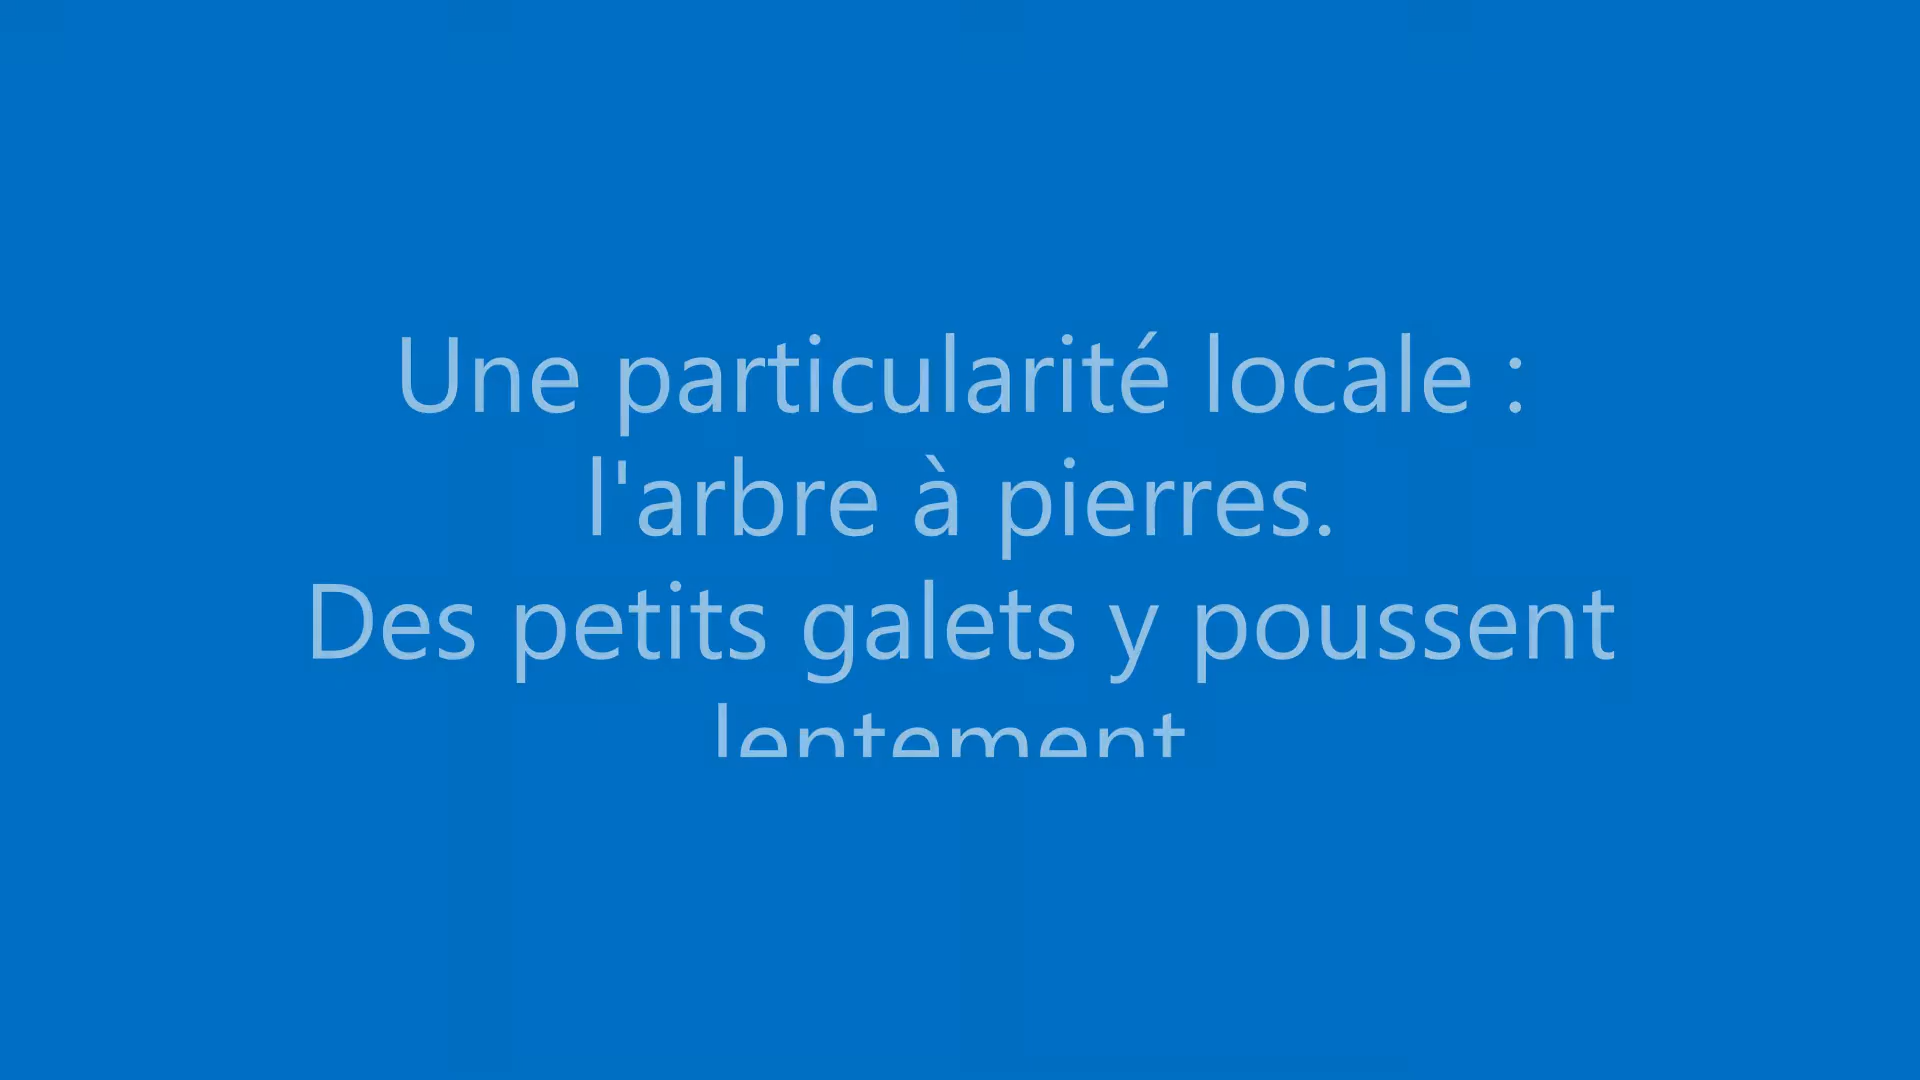 Une particularité locale :
l'arbre à pierres.
Des petits galets y poussent
lentement